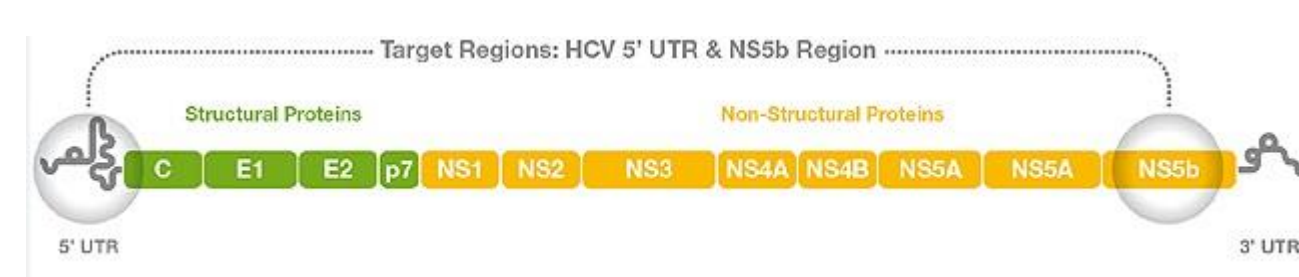 Target Regions: HCV 5' UTR & NS5b Region
Structural Proteins
Non-Structural Proteins
C E1 E2 p7 NS1 NS2 NS3 NS4A NS4B NS5A NS5A NS5b
5' UTR
3' UTR